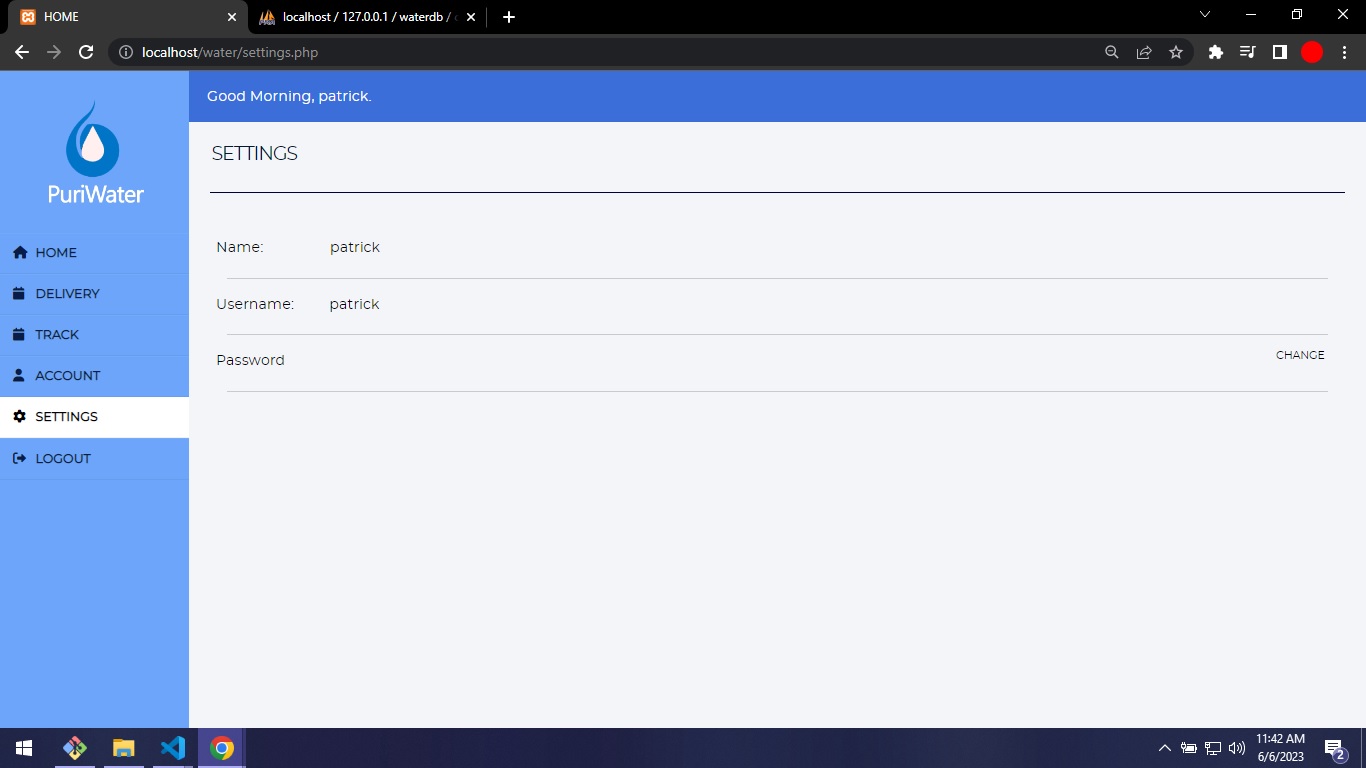 HOME
localhost / 127.0.0.1 / waterdb /
localhost/water/settings.php
Good Morning, patrick.
PuriWater
SETTINGS
HOME
DELIVERY
TRACK
ACCOUNT
SETTINGS
LOGOUT
Name: patrick
Username: patrick
Password CHANGE
11:42 AM
6/6/2023
2